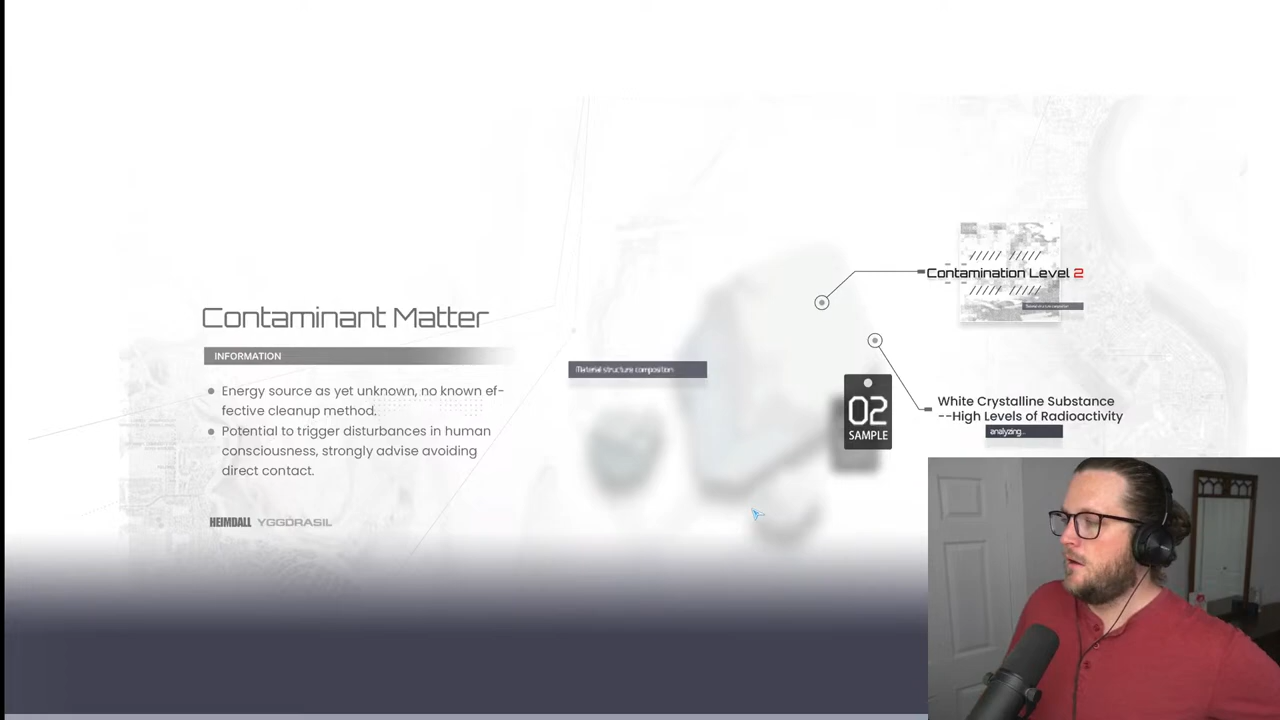 Contaminant Matter
INFORMATION
Energy source as yet unknown, no known ef-
fective cleanup method.
Potential to trigger disturbances in human
consciousness, strongly advise avoiding
direct contact.
HEIMDALL YGGDRASIL
Material structure composition
02
SAMPLE
Contamination Level 2
White Crystalline Substance
--High Levels of Radioactivity
analyzing...